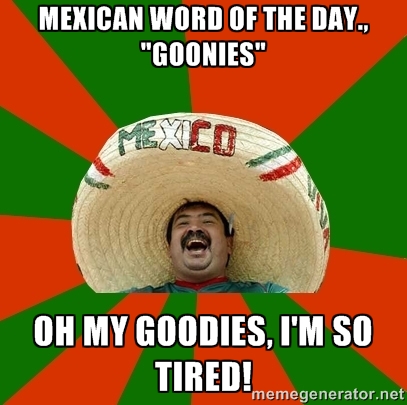 MEXICAN WORD OF THE DAY.,
"GOONIES"
MEXICO
OH MY GOODIES, I'M SO
TIRED!
memegenerator.net